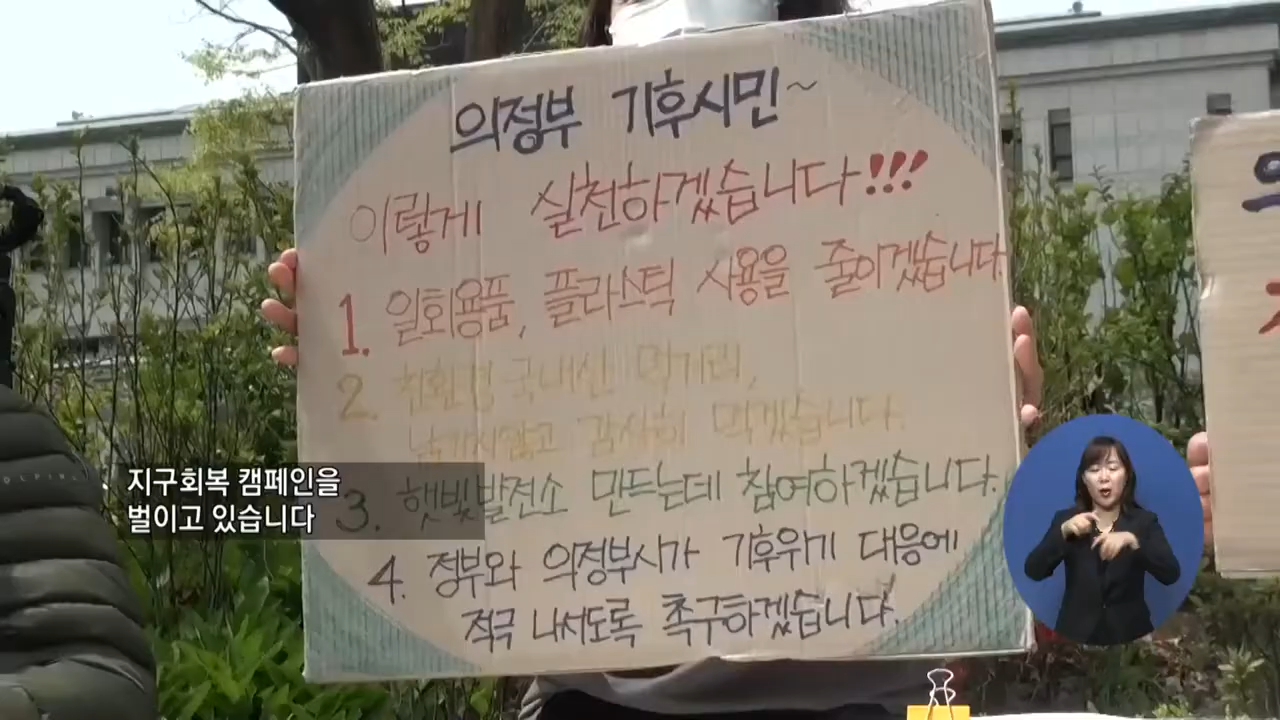 의정부 기후시민~
이렇게 실천하겠습니다!!!
1. 일회용품, 플라스틱 사용을 줄이겠습니다.
2. 친환경 국내산 먹거리,
남기지않고 감사히 먹겠습니다.
3. 햇빛발전소 만드는데 참여하겠습니다.
4. 정부와 의정부시가 기후위기 대응에
적극 나서도록 촉구하겠습니다.
지구회복 캠페인을
벌이고 있습니다